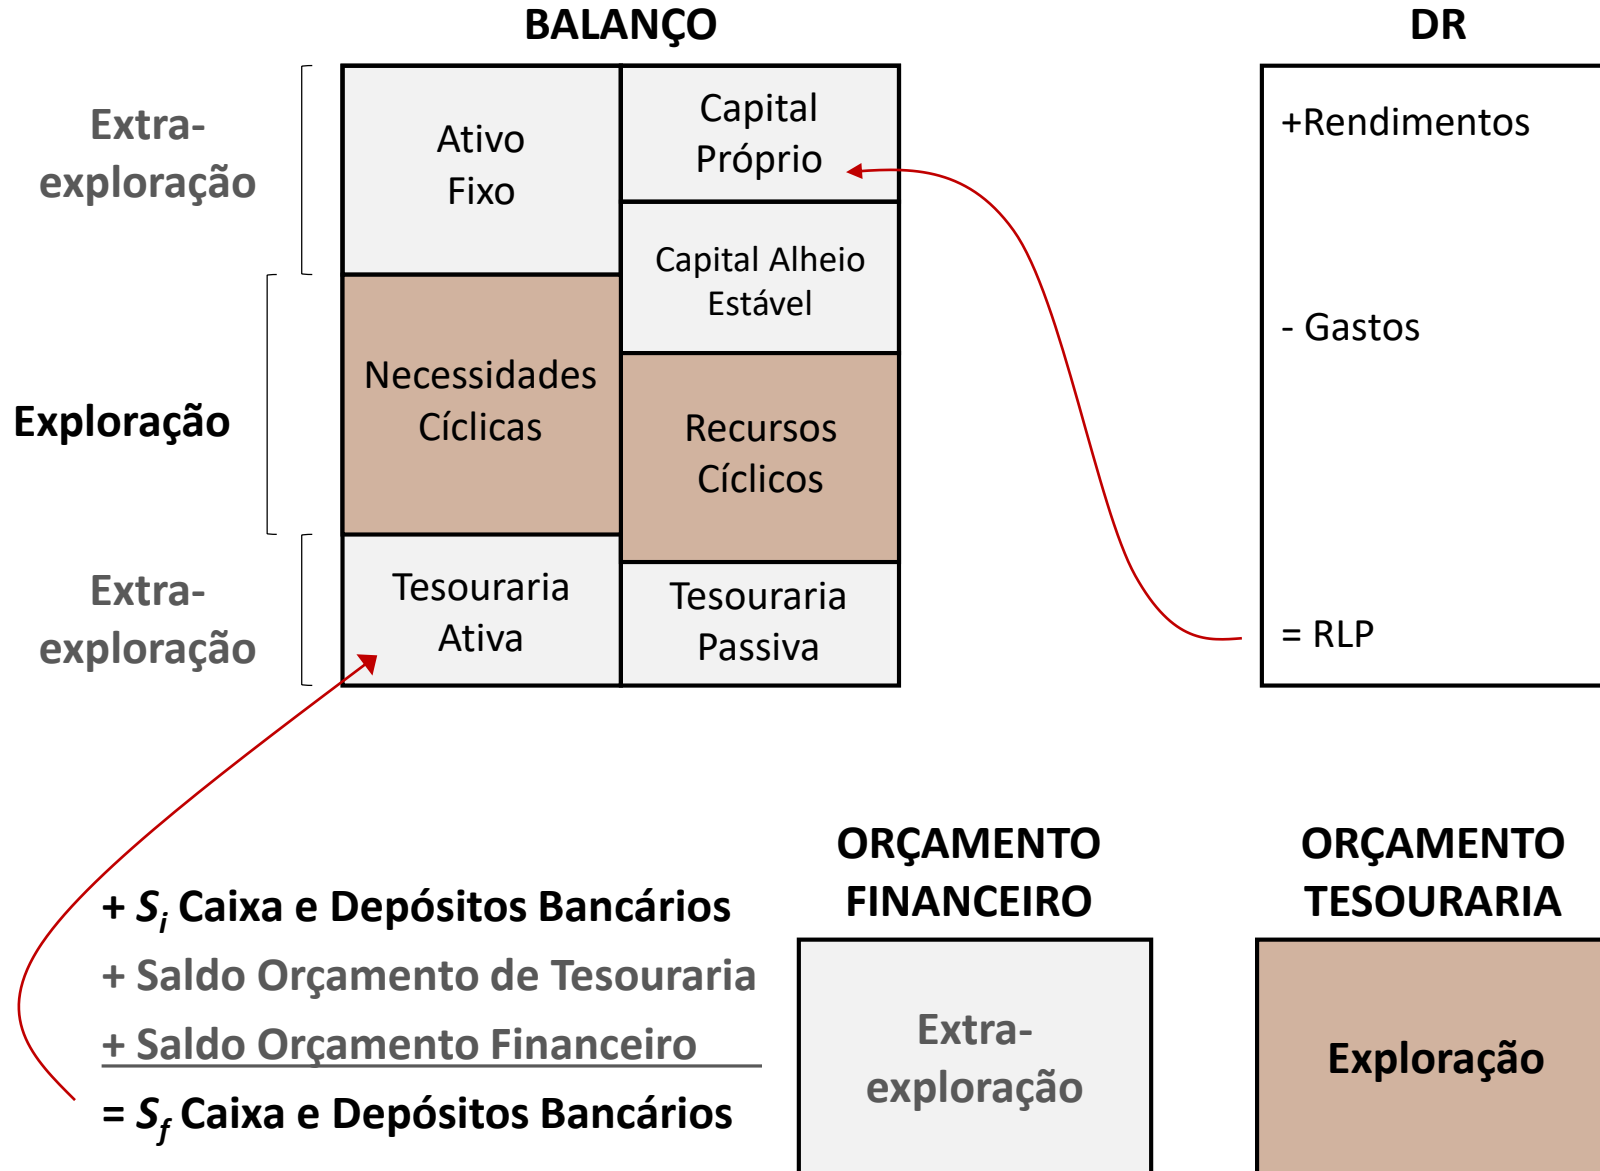 BALANÇO
DR
Extra-
exploração
Exploração
Extra-
exploração
Ativo
Fixo
Necessidades
Cíclicas
Tesouraria
Ativa
Capital
Próprio
Capital Alheio
Estável
Recursos
Cíclicos
Tesouraria
Passiva
+Rendimentos
- Gastos
= RLP
+ Si Caixa e Depósitos Bancários
+ Saldo Orçamento de Tesouraria
+ Saldo Orçamento Financeiro
= Sf Caixa e Depósitos Bancários
ORÇAMENTO
FINANCEIRO
Extra-
exploração
ORÇAMENTO
TESOURARIA
Exploração